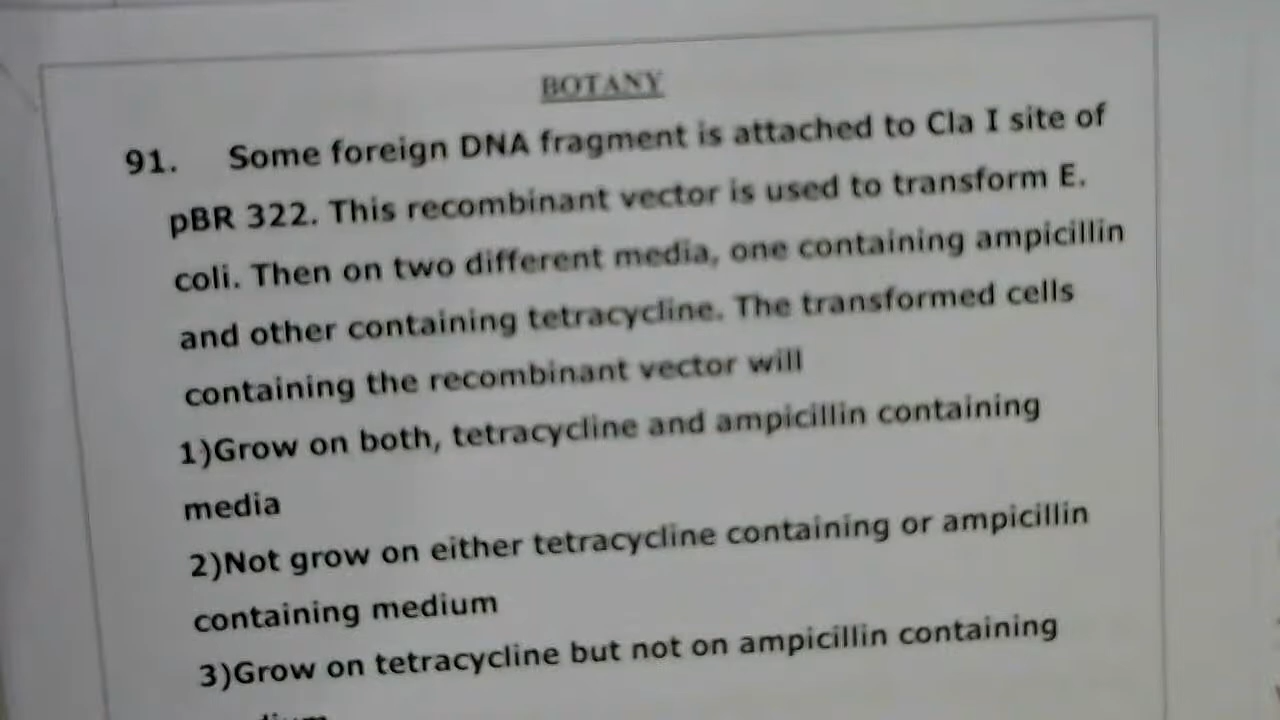 BOTANY
91. Some foreign DNA fragment is attached to Cla I site of
pBR 322. This recombinant vector is used to transform E.
coli. Then on two different media, one containing ampicillin
and other containing tetracycline. The transformed cells
containing the recombinant vector will
1)Grow on both, tetracycline and ampicillin containing
media
2)Not grow on either tetracycline containing or ampicillin
containing medium
3)Grow on tetracycline but not on ampicillin containing